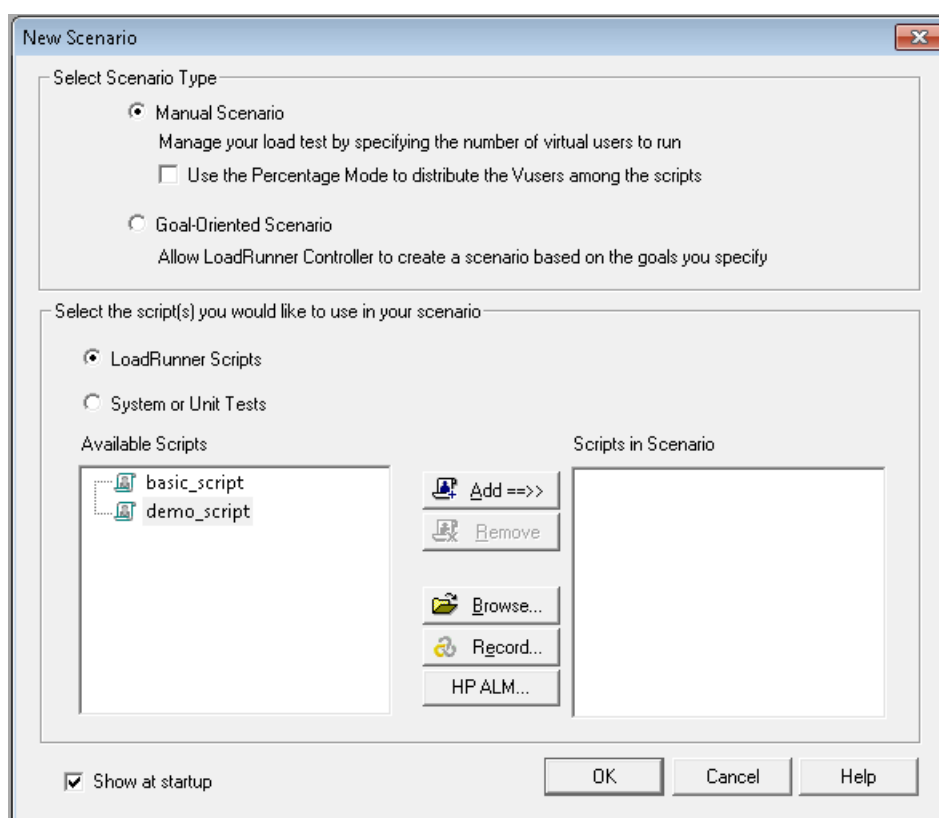 New Scenario
Select Scenario Type
Manual Scenario
Manage your load test by specifying the number of virtual users to run
Use the Percentage Mode to distribute the Vusers among the scripts
Goal-Oriented Scenario
Allow LoadRunner Controller to create a scenario based on the goals you specify
Select the script(s) you would like to use in your scenario
LoadRunner Scripts
System or Unit Tests
Available Scripts
Scripts in Scenario
basic_script
demo_script
Add ==>>
Remove
Browse...
Record...
HP ALM...
Show at startup
OK
Cancel
Help